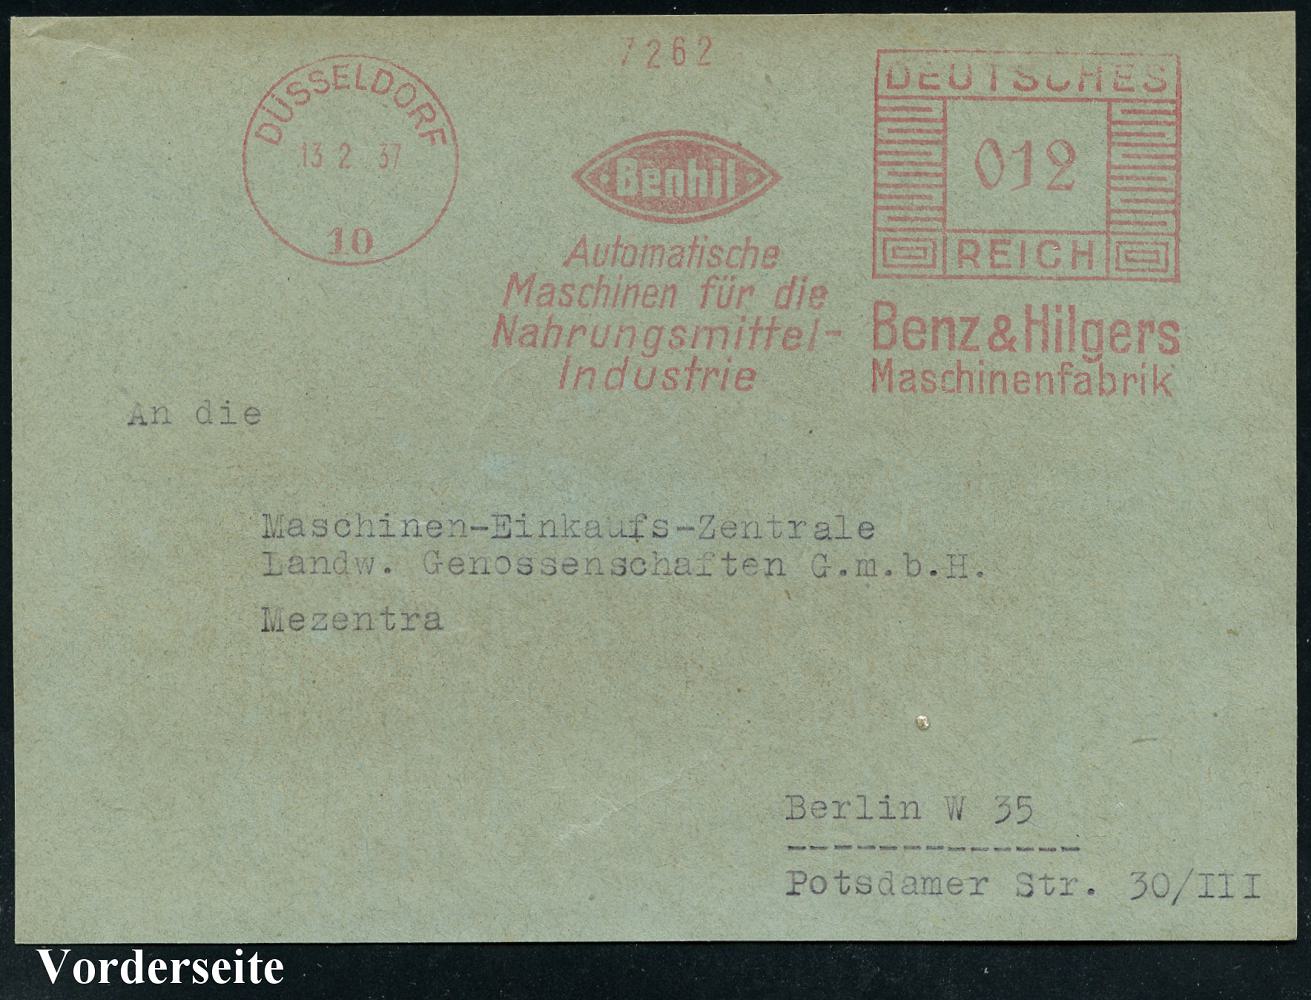 7262
DÜSSELDORF
13 2 37
10
Benhil
Automatische
Maschinen für die
Nahrungsmittel-
Industrie
DEUTSCHES
012
REICH
Benz & Hilgers
Maschinenfabrik
An die
Maschinen-Einkaufs-Zentrale
Landw. Genossenschaften G.m.b.H.
Mezentra
Berlin W 35
-------------
Potsdamer Str. 30/III
Vorderseite